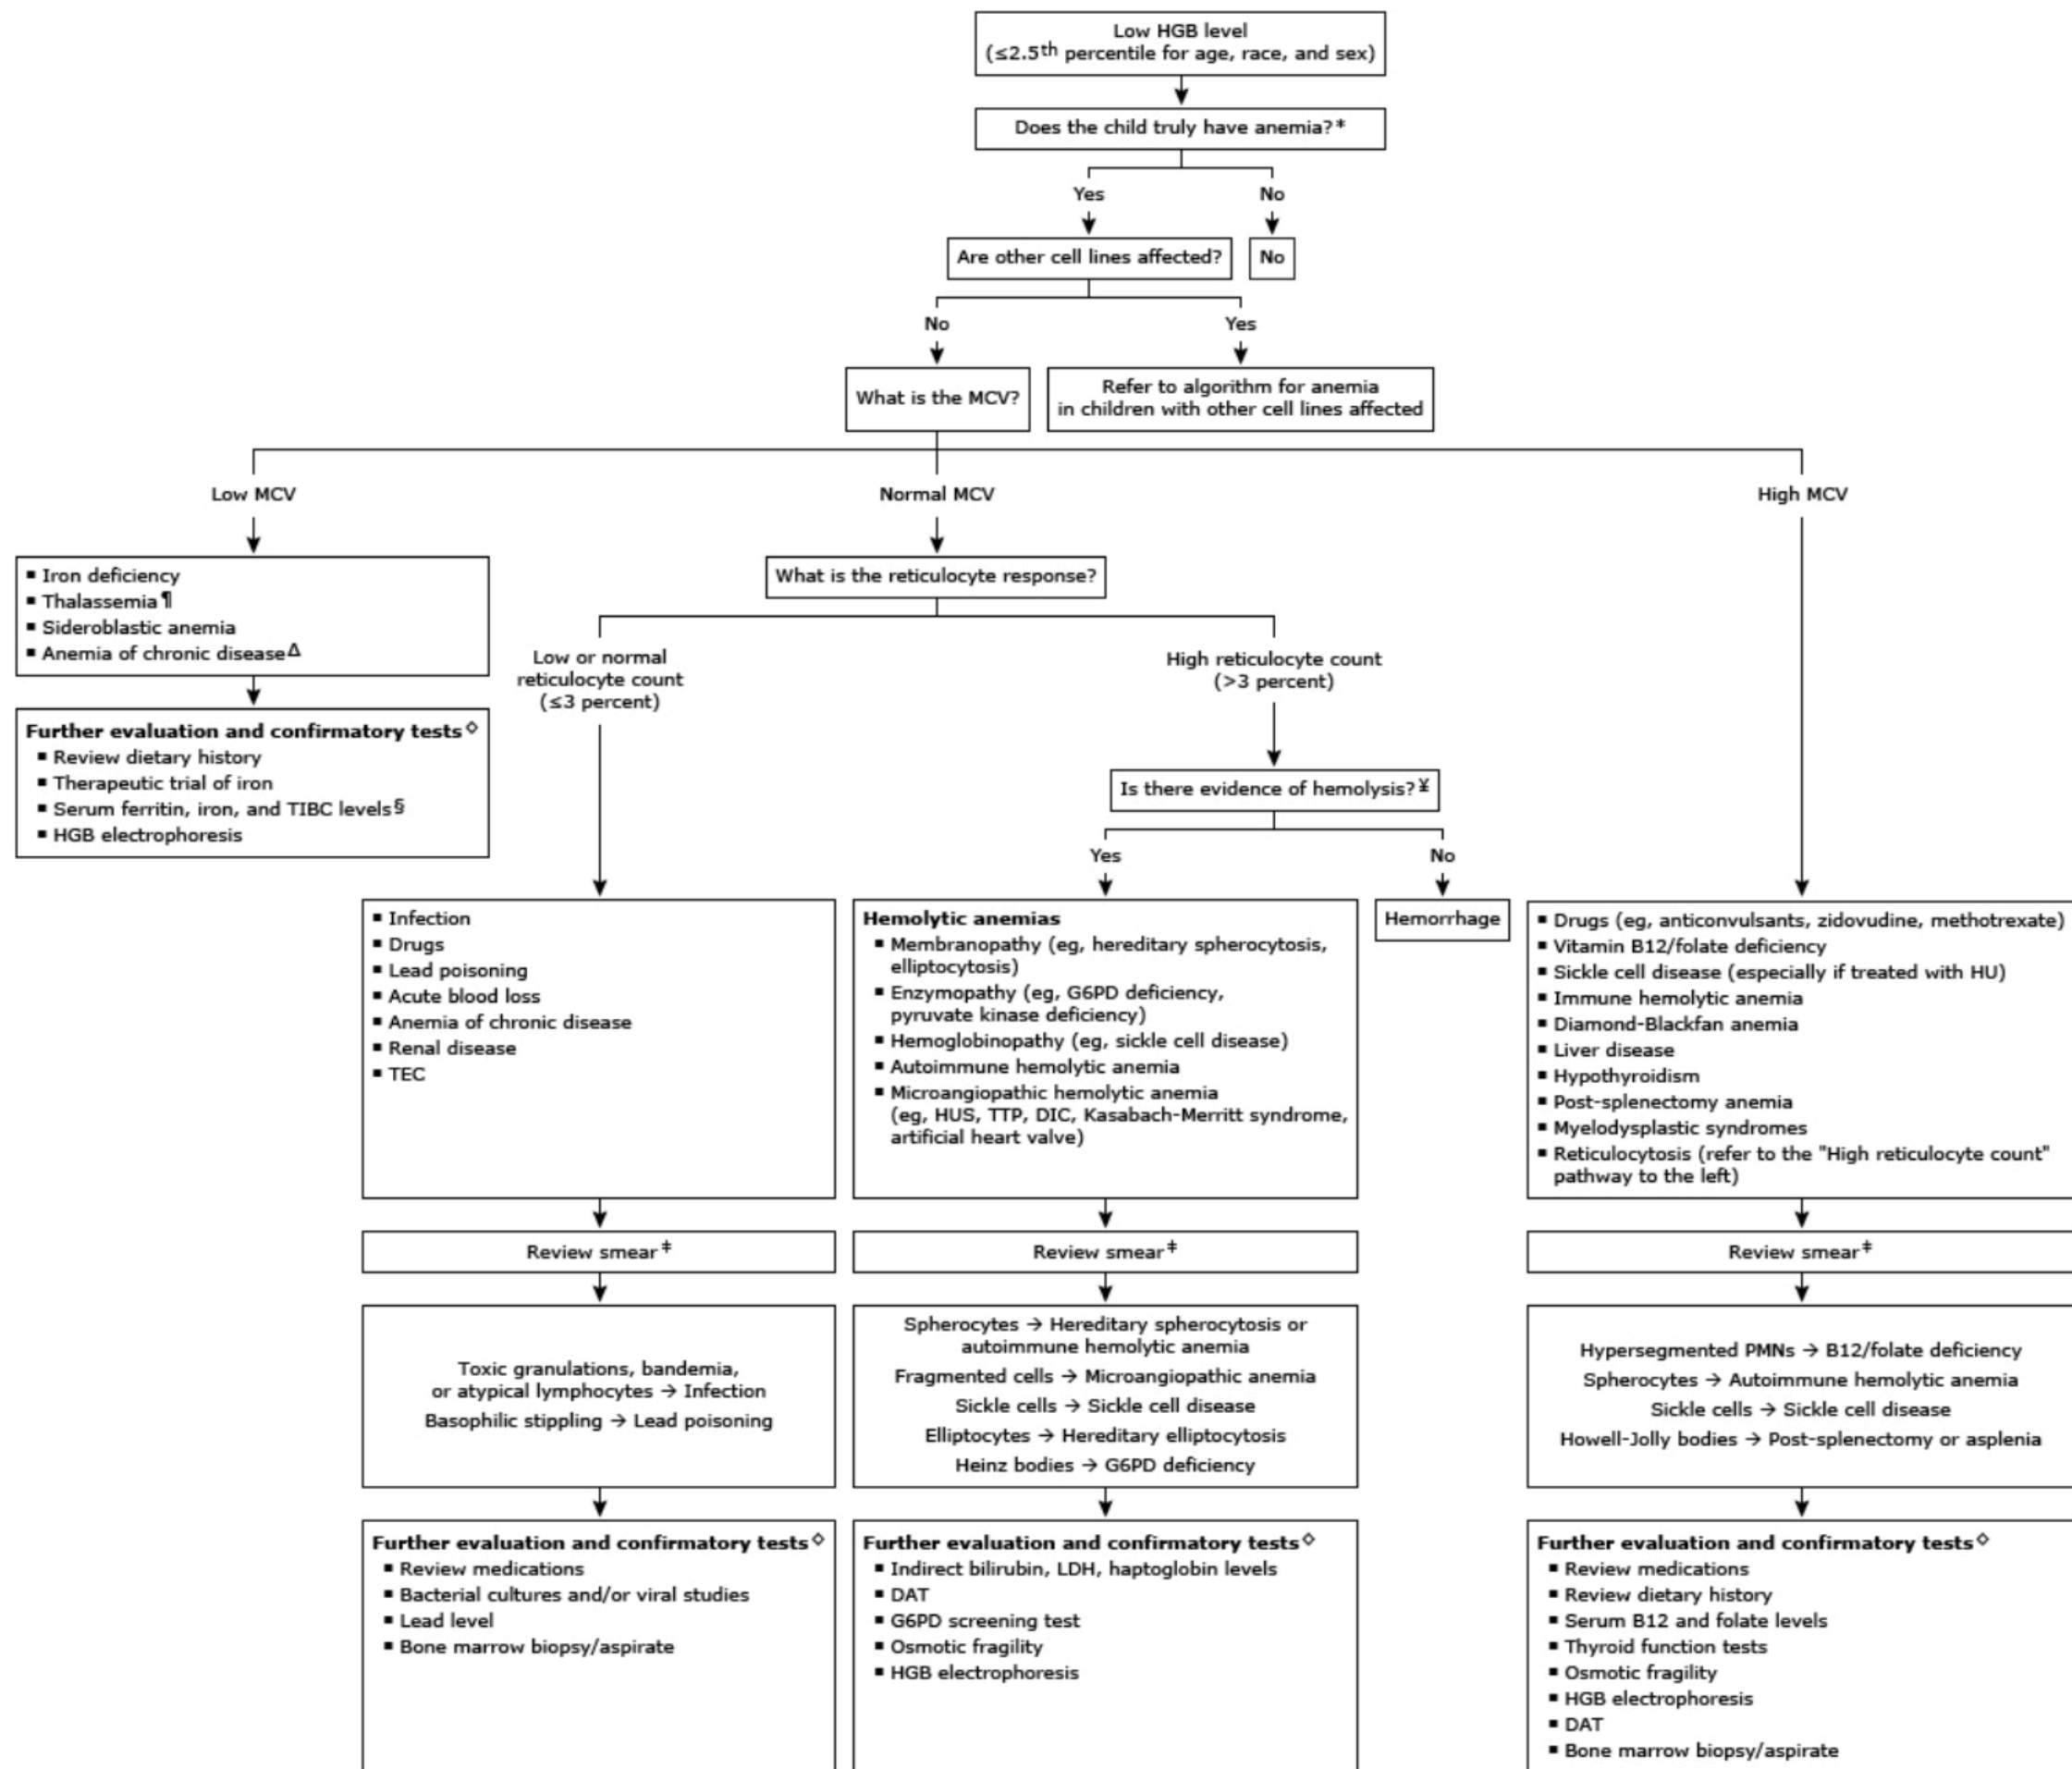 Low HGB level
(≤2.5th percentile for age, race, and sex)
Does the child truly have anemia?*
Yes
No
Are other cell lines affected?
No
No
Yes
What is the MCV?
Refer to algorithm for anemia
in children with other cell lines affected
Low MCV
Normal MCV
High MCV
▪ Iron deficiency
▪ Thalassemia¶
▪ Sideroblastic anemia
▪ Anemia of chronic diseaseΔ
Further evaluation and confirmatory tests◇
▪ Review dietary history
▪ Therapeutic trial of iron
▪ Serum ferritin, iron, and TIBC levels§
▪ HGB electrophoresis
What is the reticulocyte response?
Low or normal
reticulocyte count
(≤3 percent)
High reticulocyte count
(>3 percent)
Is there evidence of hemolysis?¥
Yes
No
▪ Infection
▪ Drugs
▪ Lead poisoning
▪ Acute blood loss
▪ Anemia of chronic disease
▪ Renal disease
▪ TEC
Review smear‡
Toxic granulations, bandemia,
or atypical lymphocytes → Infection
Basophilic stippling → Lead poisoning
Further evaluation and confirmatory tests◇
▪ Review medications
▪ Bacterial cultures and/or viral studies
▪ Lead level
▪ Bone marrow biopsy/aspirate
Hemolytic anemias
▪ Membranopathy (eg, hereditary spherocytosis,
elliptocytosis)
▪ Enzymopathy (eg, G6PD deficiency,
pyruvate kinase deficiency)
▪ Hemoglobinopathy (eg, sickle cell disease)
▪ Autoimmune hemolytic anemia
▪ Microangiopathic hemolytic anemia
(eg, HUS, TTP, DIC, Kasabach-Merritt syndrome,
artificial heart valve)
Review smear‡
Spherocytes → Hereditary spherocytosis or
autoimmune hemolytic anemia
Fragmented cells → Microangiopathic anemia
Sickle cells → Sickle cell disease
Elliptocytes → Hereditary elliptocytosis
Heinz bodies → G6PD deficiency
Further evaluation and confirmatory tests◇
▪ Indirect bilirubin, LDH, haptoglobin levels
▪ DAT
▪ G6PD screening test
▪ Osmotic fragility
▪ HGB electrophoresis
Hemorrhage
▪ Drugs (eg, anticonvulsants, zidovudine, methotrexate)
▪ Vitamin B12/folate deficiency
▪ Sickle cell disease (especially if treated with HU)
▪ Immune hemolytic anemia
▪ Diamond-Blackfan anemia
▪ Liver disease
▪ Hypothyroidism
▪ Post-splenectomy anemia
▪ Myelodysplastic syndromes
▪ Reticulocytosis (refer to the "High reticulocyte count"
pathway to the left)
Review smear‡
Hypersegmented PMNs → B12/folate deficiency
Spherocytes → Autoimmune hemolytic anemia
Sickle cells → Sickle cell disease
Howell-Jolly bodies → Post-splenectomy or asplenia
Further evaluation and confirmatory tests◇
▪ Review medications
▪ Review dietary history
▪ Serum B12 and folate levels
▪ Thyroid function tests
▪ Osmotic fragility
▪ HGB electrophoresis
▪ DAT
▪ Bone marrow biopsy/aspirate